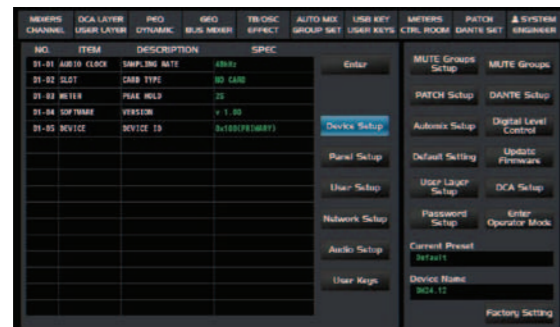 MIXERS DCA LAYER PEQ GEQ TB/OSC AUTO MIX USB KEY METERS PATCH SYSTEM
CHANNEL USER LAYER DYNAMIC BUS MIXER EFFECT GROUP SET USER KEYS CTRL ROOM DANTE SET ENGINEER
NO. ITEM DESCRIPTION SPEC
01-01 AUDIO CLOCK SAMPLING RATE 48kHz
01-02 SLOT CARD TYPE NO CARD
01-03 METER PEAK HOLD 2S
01-04 SOFTWARE VERSION v 1.00
01-05 DEVICE DEVICE ID 0x100(PRIMARY)
Enter
Device Setup
Panel Setup
User Setup
Network Setup
Audio Setup
User Keys
MUTE Groups
Setup
MUTE Groups
PATCH Setup DANTE Setup
Automix Setup
Digital Level
Control
Default Setting
Update
Firmware
User Layer
Setup
DCA Setup
Password
Setup
Enter
Operator Mode
Current Preset
Default
Device Name
DM24.12
Factory Setting